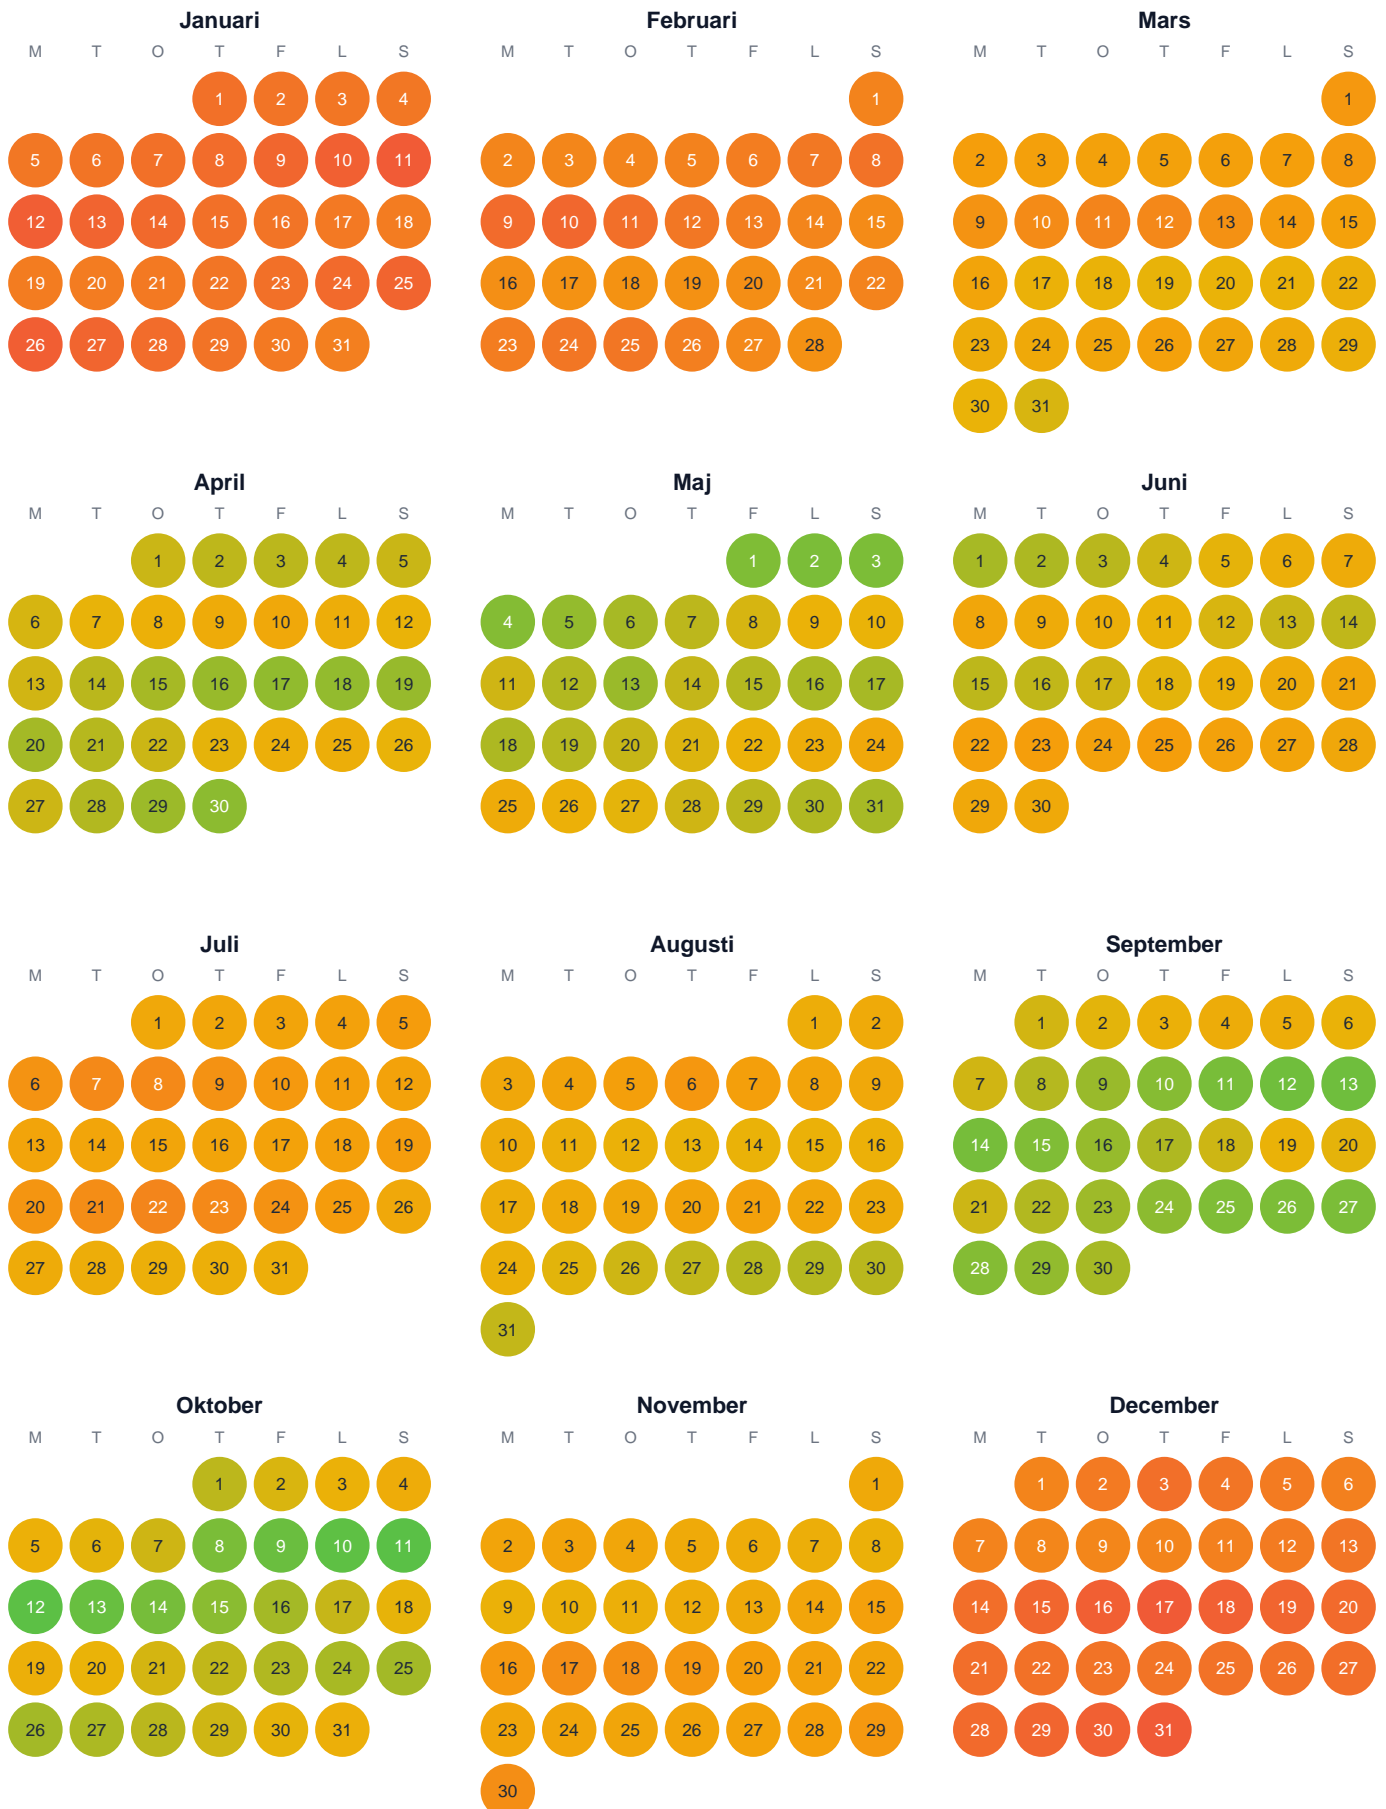 Januari Februari Mars
M T O T F L S M T O T F L S M T O T F L S
1 2 3 4 1 1
5 6 7 8 9 10 11 2 3 4 5 6 7 8 2 3 4 5 6 7 8
12 13 14 15 16 17 18 9 10 11 12 13 14 15 9 10 11 12 13 14 15
19 20 21 22 23 24 25 16 17 18 19 20 21 22 16 17 18 19 20 21 22
26 27 28 29 30 31 23 24 25 26 27 28 23 24 25 26 27 28 29
30 31
April Maj Juni
M T O T F L S M T O T F L S M T O T F L S
1 2 3 4 5 1 2 3 1 2 3 4 5 6 7
6 7 8 9 10 11 12 4 5 6 7 8 9 10 8 9 10 11 12 13 14
13 14 15 16 17 18 19 11 12 13 14 15 16 17 15 16 17 18 19 20 21
20 21 22 23 24 25 26 18 19 20 21 22 23 24 22 23 24 25 26 27 28
27 28 29 30 25 26 27 28 29 30 31 29 30
Juli Augusti September
M T O T F L S M T O T F L S M T O T F L S
1 2 3 4 5 1 2 1 2 3 4 5 6
6 7 8 9 10 11 12 3 4 5 6 7 8 9 7 8 9 10 11 12 13
13 14 15 16 17 18 19 10 11 12 13 14 15 16 14 15 16 17 18 19 20
20 21 22 23 24 25 26 17 18 19 20 21 22 23 21 22 23 24 25 26 27
27 28 29 30 31 24 25 26 27 28 29 30 28 29 30
31
Oktober November December
M T O T F L S M T O T F L S M T O T F L S
1 2 3 4 1 1 2 3 4 5 6
5 6 7 8 9 10 11 2 3 4 5 6 7 8 7 8 9 10 11 12 13
12 13 14 15 16 17 18 9 10 11 12 13 14 15 14 15 16 17 18 19 20
19 20 21 22 23 24 25 16 17 18 19 20 21 22 21 22 23 24 25 26 27
26 27 28 29 30 31 23 24 25 26 27 28 29 28 29 30 31
30